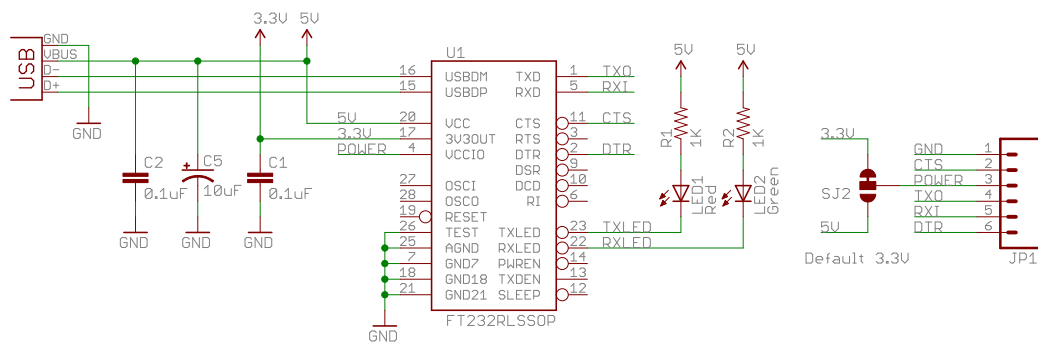 3.3V
5V
USB
GND
VBUS
D-
D+
GND
C2
0.1uF
GND
C5
10uF
GND
C1
0.1uF
GND
U1
16 USBDM
15 USBDP
5V 20 VCC
3.3V 17 3V3OUT
POWER 4 VCCIO
27 OSCI
28 OSCO
19 RESET
26 TEST
25 AGND
7 GND7
18 GND18
21 GND21
GND
TXD 1 TXO
RXD 5 RXI
CTS 11 CTS
RTS 3
DTR 2 DTR
DSR 9
DCD 10
RI 6
TXLED 23 TXLED
RXLED 22 RXLED
PWREN 14
TXDEN 13
SLEEP 12
FT232RLSSOP
5V
R1
1K
LED1
Red
5V
R2
1K
LED2
Green
3.3V
SJ2
5V
Default 3.3V
GND 1
CTS 2
POWER 3
TXO 4
RXI 5
DTR 6
JP1